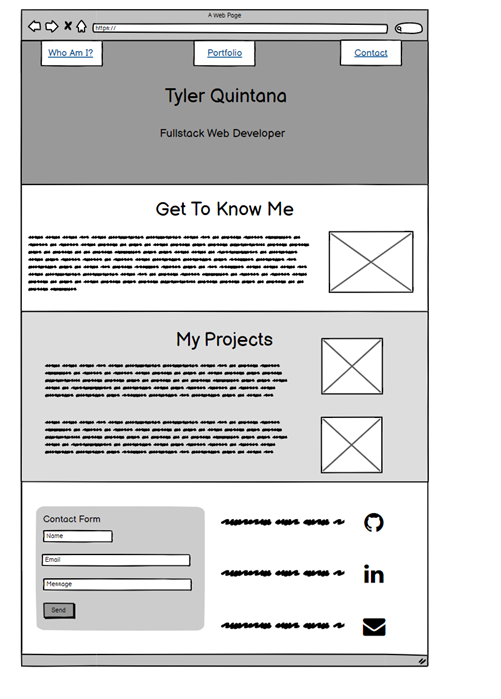 A Web Page
https://
Who Am I?
Portfolio
Contact
Tyler Quintana
Fullstack Web Developer
Get To Know Me
My Projects
Contact Form
Name
Email
Message
Send
in